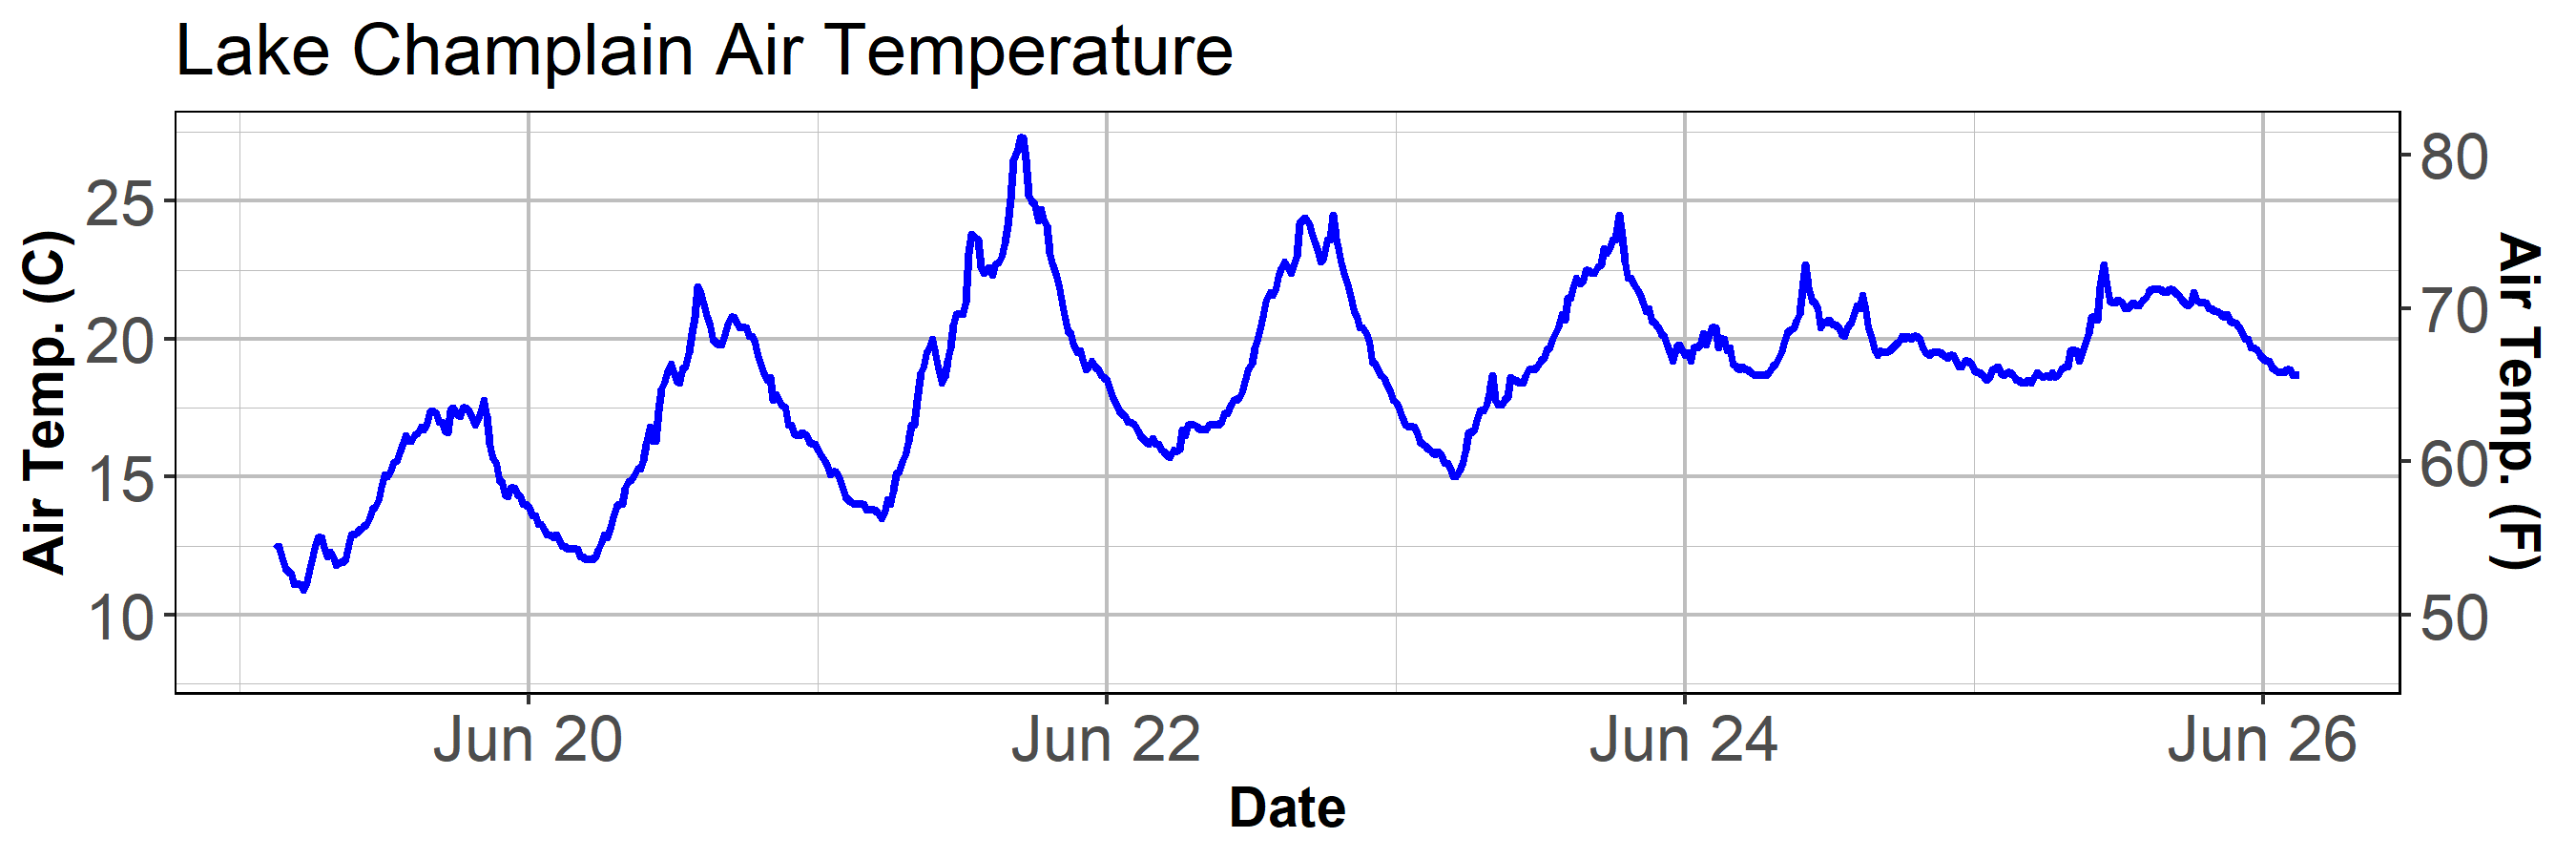 Lake Champlain Air Temperature
Air Temp. (C)
25
20
15
10
80
70
60
50
Air Temp. (F)
Jun 20
Jun 22
Jun 24
Jun 26
Date